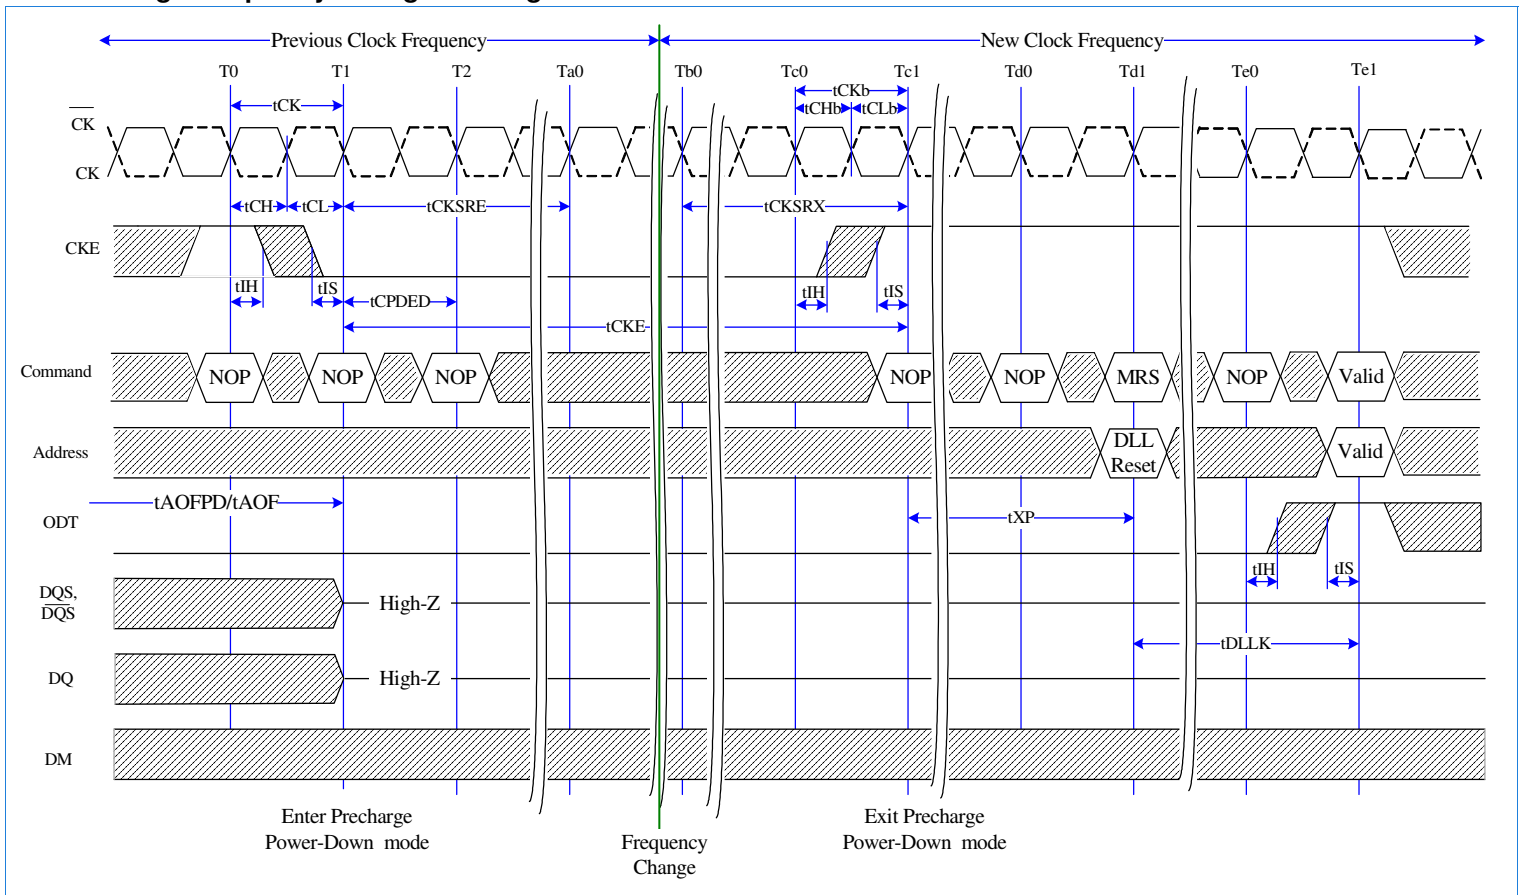 Previous Clock Frequency New Clock Frequency
T0 T1 T2 Ta0 Tb0 Tc0 Tc1 Td0 Td1 Te0 Te1
tCK tCKb
tCHb tCLb
CK
CK
tCH tCL tCKSRE tCKSRX
CKE
tIH tIS tCPDED tIH tIS
tCKE
Command NOP NOP NOP NOP NOP MRS NOP Valid
Address DLL Reset Valid
tAOFPD/tAOF
ODT tXP
tIH tIS
DQS, High-Z
DQS
tDLLK
DQ High-Z
DM
Enter Precharge Exit Precharge
Power-Down mode Frequency Power-Down mode
Change